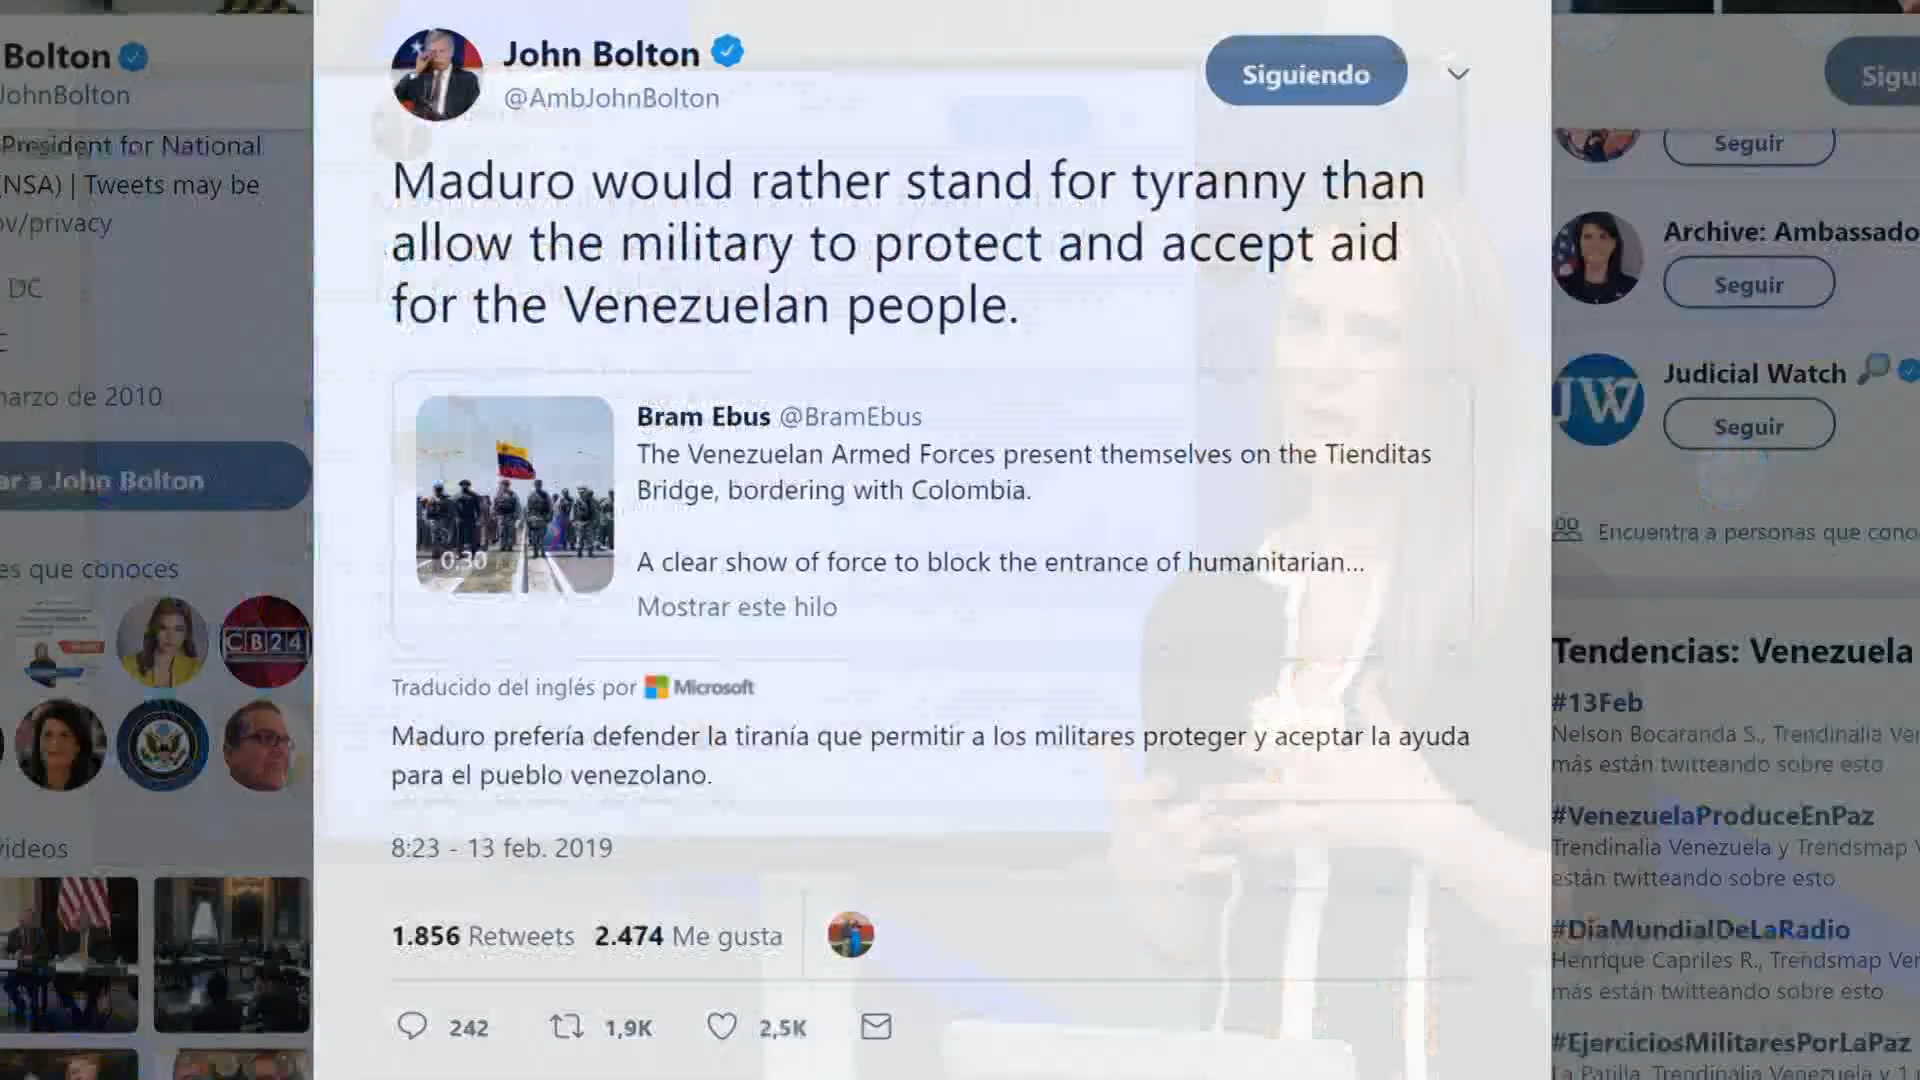 Bolton
JohnBolton
President for National
(NSA) | Tweets may be
ov/privacy
DC
marzo de 2010
ar a John Bolton
es que conoces
CB24
videos
John Bolton
@AmbJohnBolton
Siguiendo
Maduro would rather stand for tyranny than
allow the military to protect and accept aid
for the Venezuelan people.
0:30
Bram Ebus @BramEbus
The Venezuelan Armed Forces present themselves on the Tienditas
Bridge, bordering with Colombia.
A clear show of force to block the entrance of humanitarian...
Mostrar este hilo
Traducido del inglés por Microsoft
Maduro prefería defender la tiranía que permitir a los militares proteger y aceptar la ayuda
para el pueblo venezolano.
8:23 - 13 feb. 2019
1.856 Retweets 2.474 Me gusta
242 1,9K 2,5K
Sigu
Seguir
Archive: Ambassado
Seguir
JW
Judicial Watch
Seguir
Encuentra a personas que cono
Tendencias: Venezuela
#13Feb
Nelson Bocaranda S., Trendinalia Ve
más están twitteando sobre esto
#VenezuelaProduceEnPaz
Trendinalia Venezuela y Trendsmap V
están twitteando sobre esto
#DiaMundialDeLaRadio
Henrique Capriles R., Trendsmap Ve
más están twitteando sobre esto
#EjerciciosMilitaresPorLaPaz
La Patilla, Trendinalia Venezuela y 1